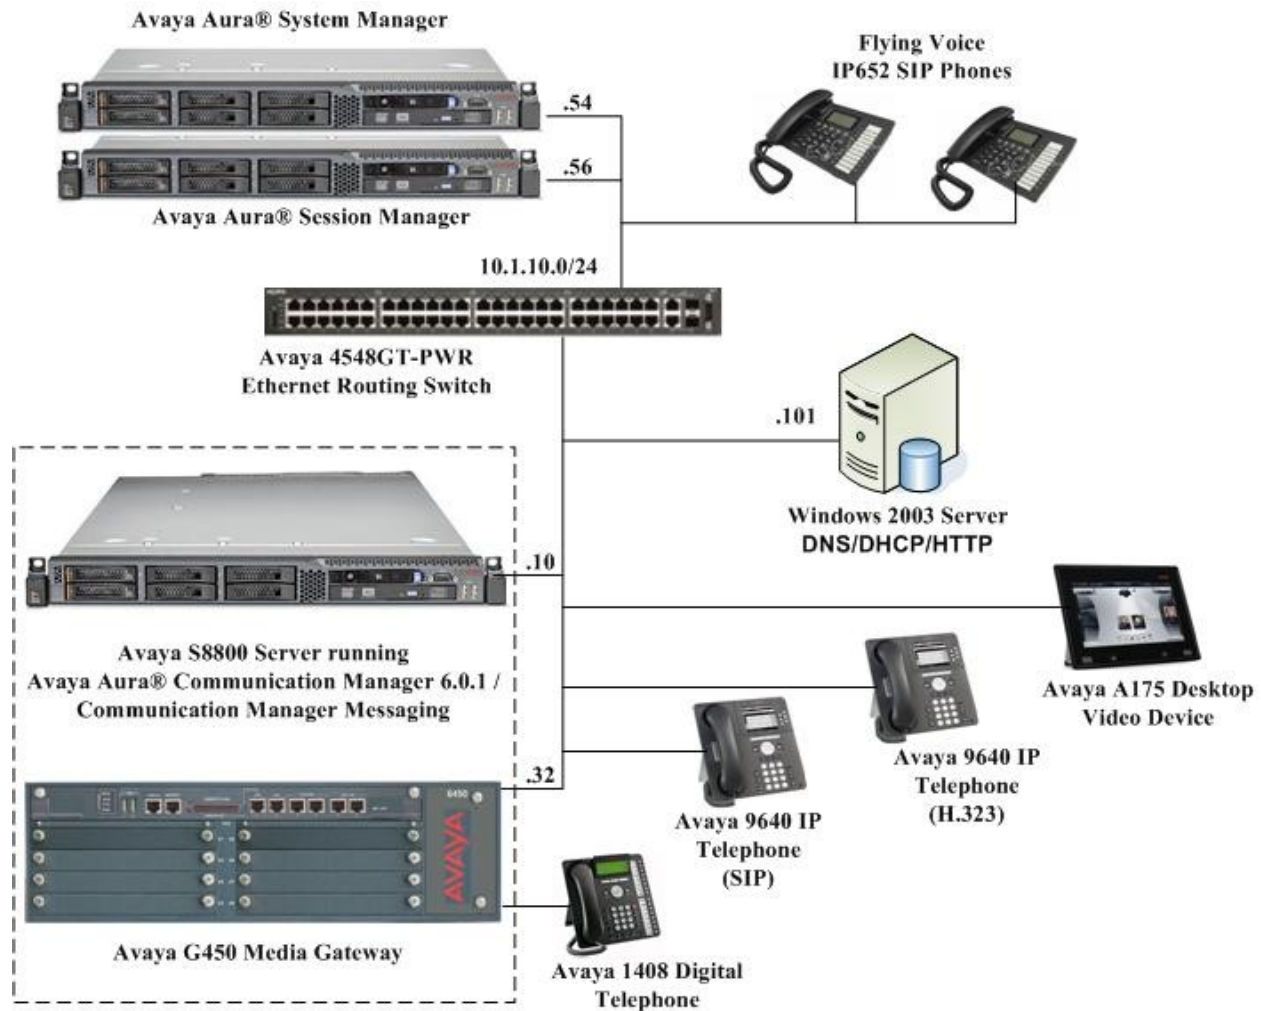 Avaya Aura® System Manager
Flying Voice
IP652 SIP Phones
.54
.56
Avaya Aura® Session Manager
10.1.10.0/24
Avaya 4548GT-PWR
Ethernet Routing Switch
.101
Windows 2003 Server
DNS/DHCP/HTTP
.10
Avaya S8800 Server running
Avaya Aura® Communication Manager 6.0.1 /
Communication Manager Messaging
Avaya A175 Desktop
Video Device
Avaya 9640 IP
Telephone
(H.323)
.32
Avaya 9640 IP
Telephone
(SIP)
G450
AVAYA
Avaya G450 Media Gateway
Avaya 1408 Digital
Telephone